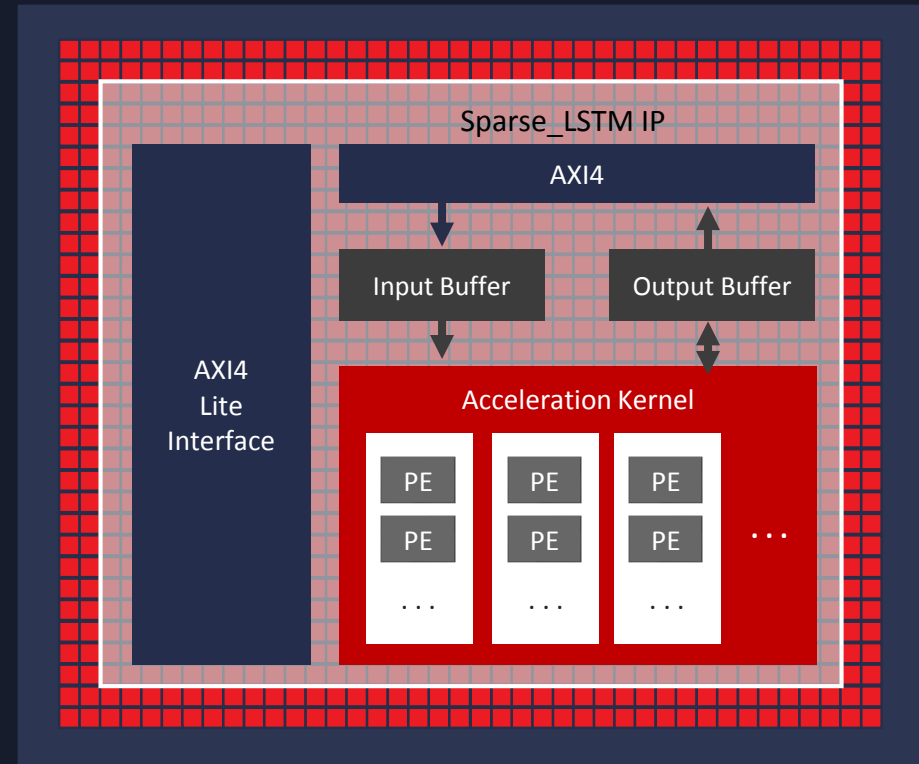 Sparse_LSTM IP
AXI4
Input Buffer
Output Buffer
AXI4
Lite
Interface
Acceleration Kernel
PE
PE
PE
PE
PE
PE
. . .
. . .
. . .
. . .